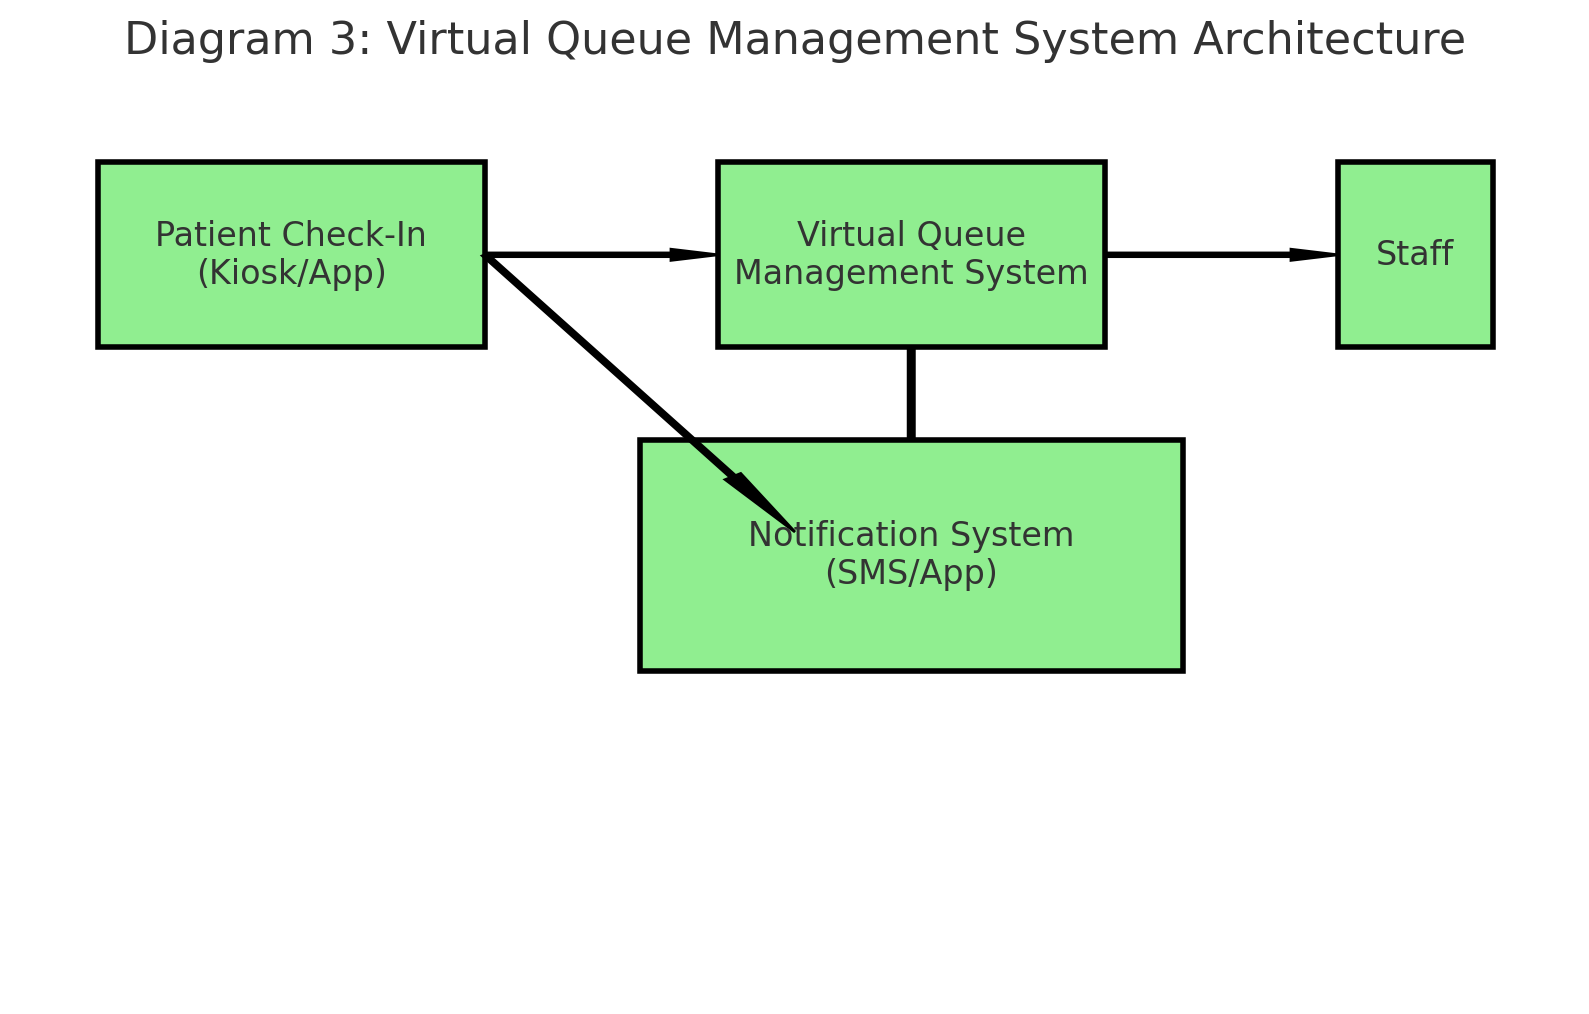 Diagram 3: Virtual Queue Management System Architecture
Patient Check-In
(Kiosk/App)
Virtual Queue
Management System
Staff
Notification System
(SMS/App)